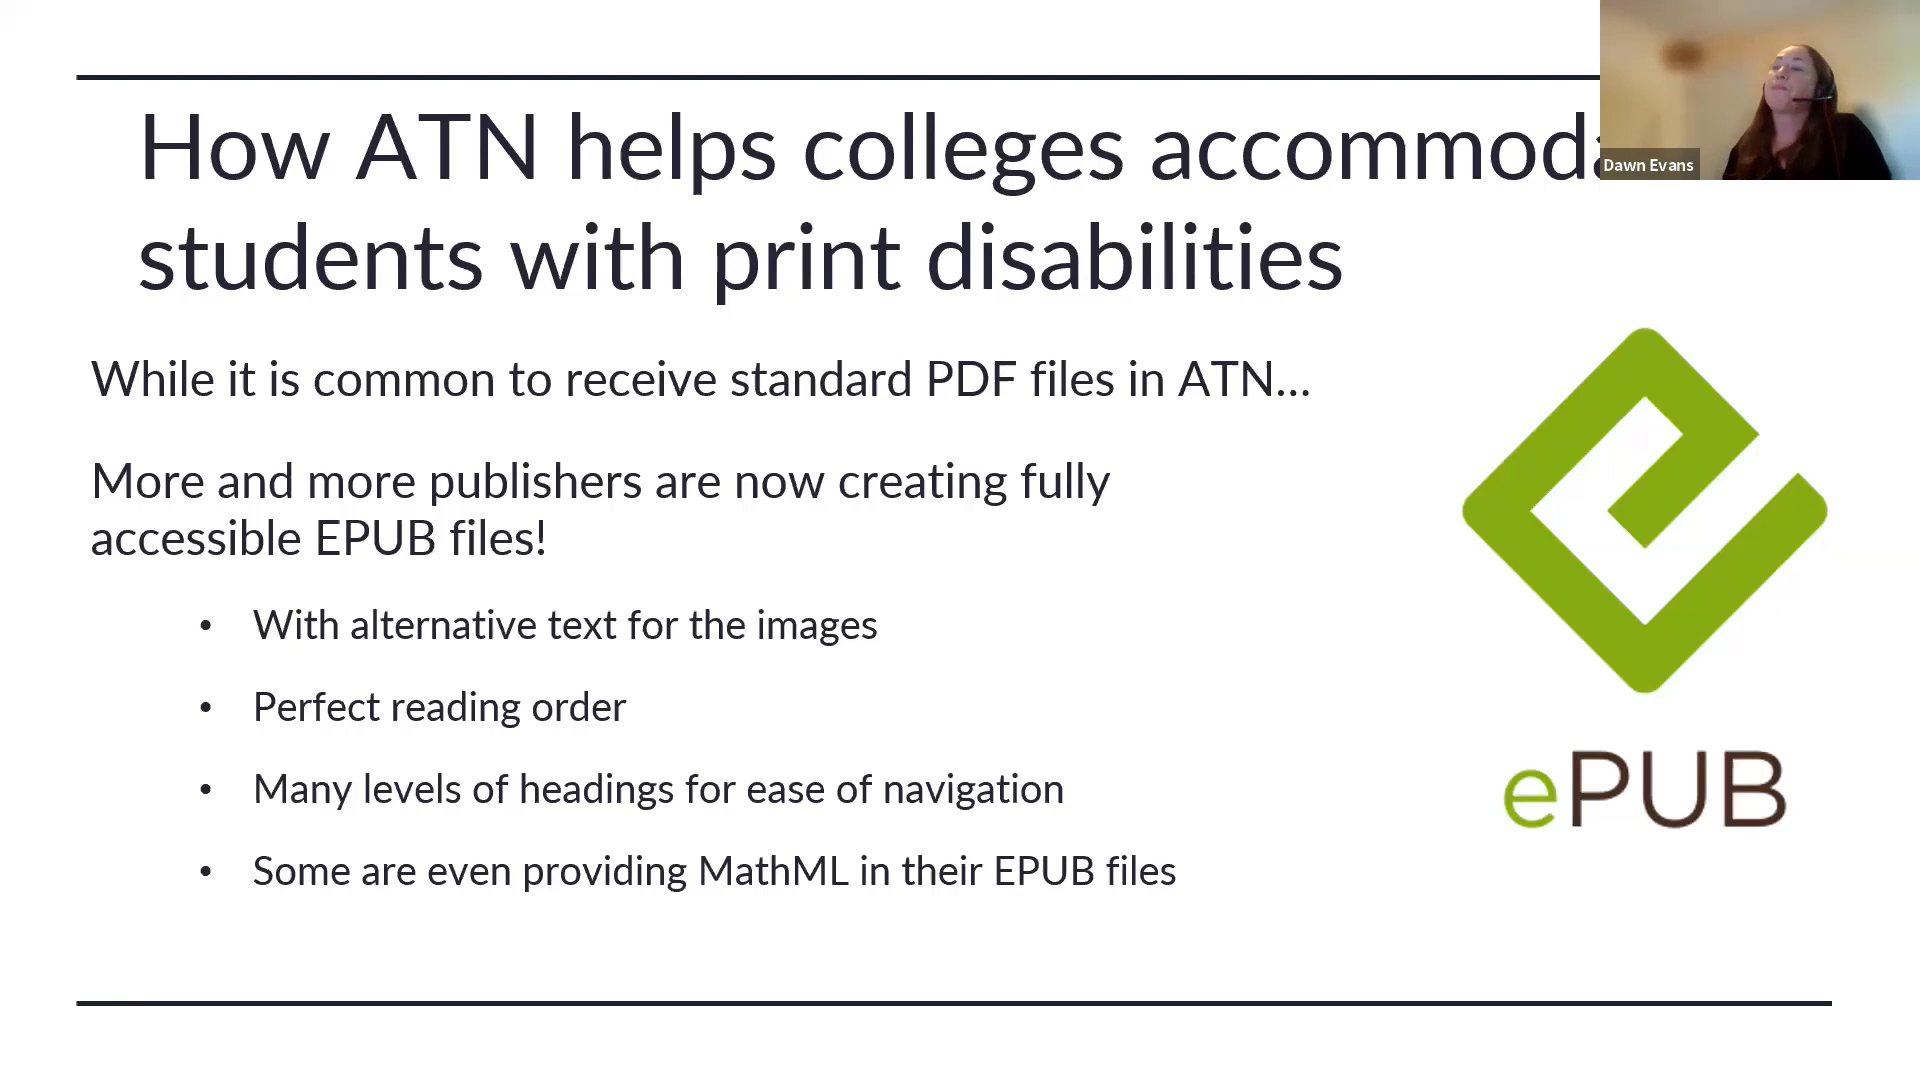 How ATN helps colleges accommoda
Dawn Evans
students with print disabilities
While it is common to receive standard PDF files in ATN...
More and more publishers are now creating fully
accessible EPUB files!
• With alternative text for the images
• Perfect reading order
• Many levels of headings for ease of navigation
• Some are even providing MathML in their EPUB files
ePUB